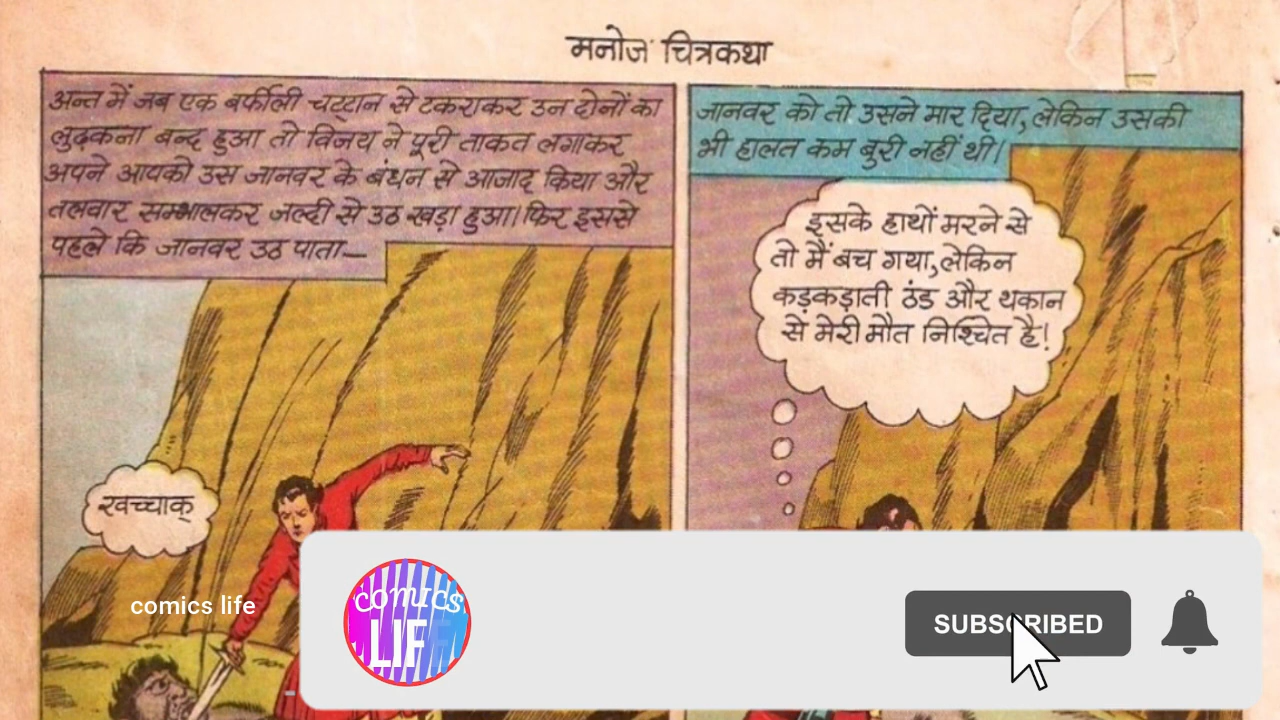 मनोज चित्रकथा
अन्त में जब एक बर्फीली चट्टान से टकराकर उन दोनों का
लुढ़कना बन्द हुआ तो विजय ने पूरी ताकत लगाकर
अपने आपको उस जानवर के बंधन से आजाद किया और
तलवार सम्भालकर जल्दी से उठ खड़ा हुआ। फिर इससे
पहले कि जानवर उठ पाता—
खच्चाक्
जानवर को तो उसने मार दिया, लेकिन उसकी
भी हालत कम बुरी नहीं थी।
इसके हाथों मरने से
तो मैं बच गया, लेकिन
कड़कड़ाती ठंड और थकान
से मेरी मौत निश्चित है!
comics life
comics
LIFE
SUBSCRIBED